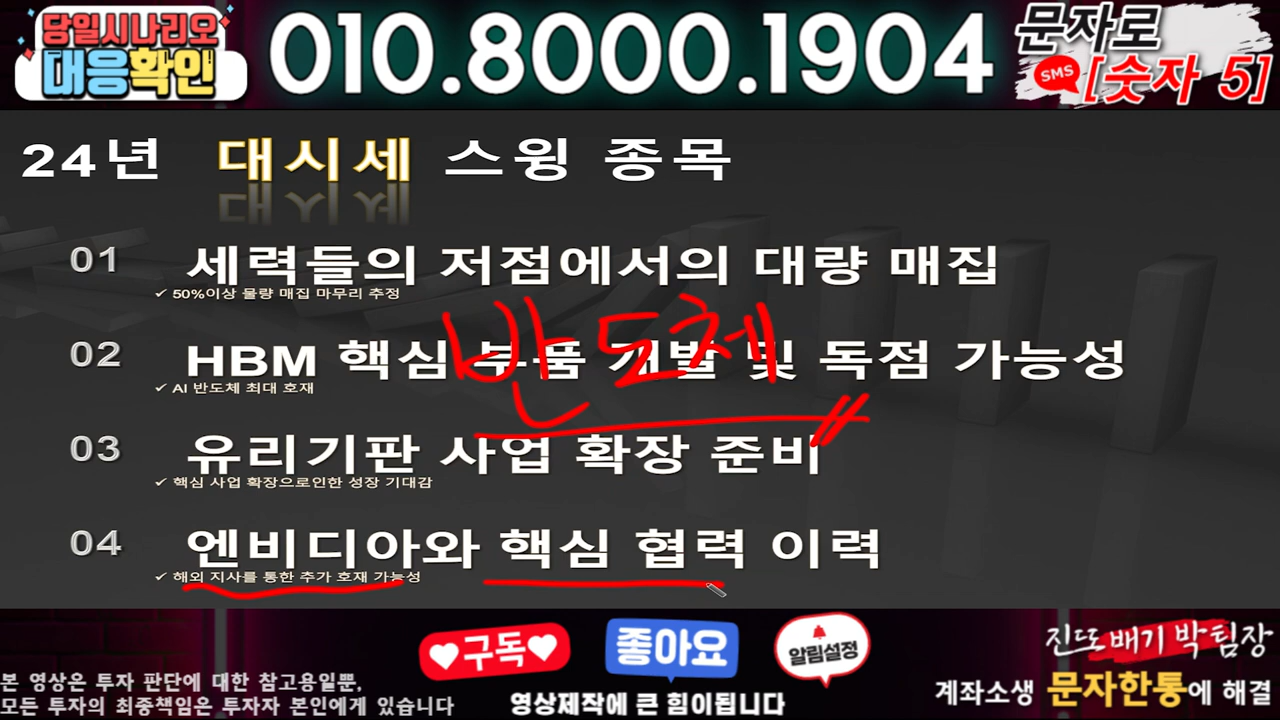 당일시나리오
대응확인
010.8000.1904
문자로
SMS
[숫자 5]
24년 대시세 스윙 종목
01 세력들의 저점에서의 대량 매집
✓ 50%이상 물량 매집 마무리 추정
반도체
02 HBM 핵심 부품 개발 및 독점 가능성
✓ AI 반도체 최대 호재
03 유리기판 사업 확장 준비
✓ 핵심 사업 확장으로인한 성장 기대감
04 엔비디아와 핵심 협력 이력
✓ 해외 지사를 통한 추가 호재 가능성
구독
좋아요
알림설정
영상제작에 큰 힘이됩니다
본 영상은 투자 판단에 대한 참고용일뿐,
모든 투자의 최종책임은 투자자 본인에게 있습니다
진또배기 박팀장
계좌소생 문자한통에 해결